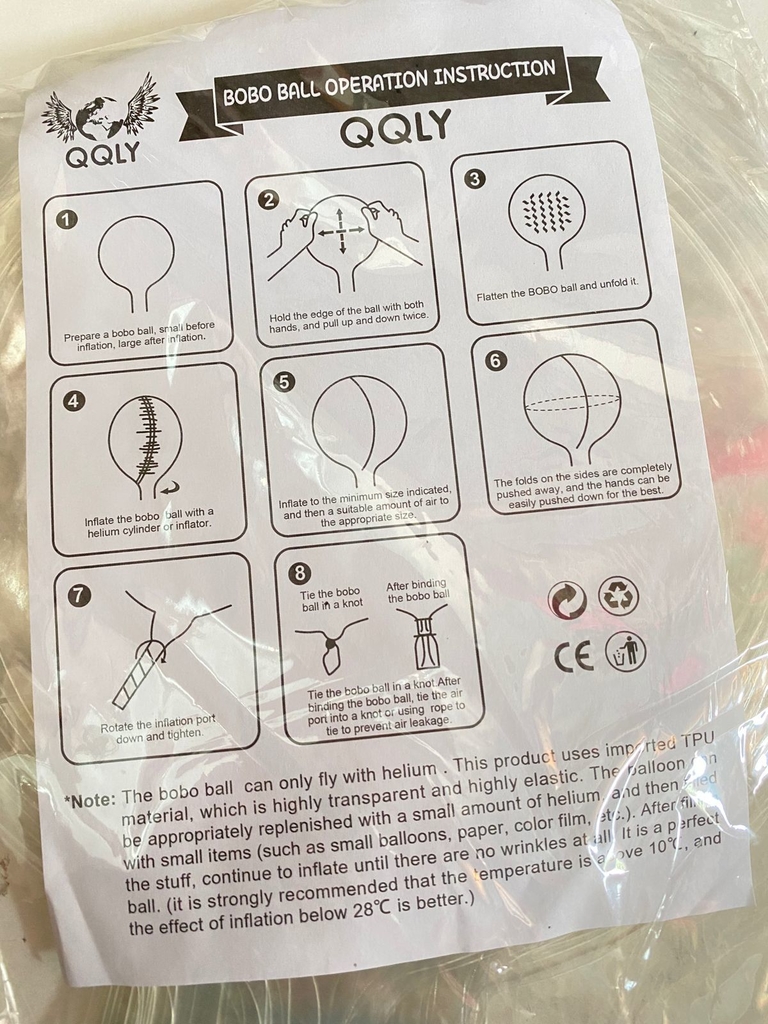 BOBO BALL OPERATION INSTRUCTION
QQLY
QQLY
1
Prepare a bobo ball, small before
inflation, large after inflation.
2
Hold the edge of the ball with both
hands, and pull up and down twice.
3
Flatten the BOBO ball and unfold it.
4
Inflate the bobo ball with a
helium cylinder or inflator.
5
Inflate to the minimum size indicated,
and then a suitable amount of air to
the appropriate size.
6
The folds on the sides are completely
pushed away, and the hands can be
easily pushed down for the best.
7
Rotate the inflation port
down and tighten.
8
Tie the bobo
ball in a knot
After binding
the bobo ball
Tie the bobo ball in a knot.After
binding the bobo ball, tie the air
port into a knot or using rope to
tie to prevent air leakage.
CE
*Note: The bobo ball can only fly with helium . This product uses imported TPU
material, which is highly transparent and highly elastic. The balloon can
be appropriately replenished with a small amount of helium, and then filled
with small items (such as small balloons, paper, color film, etc.). After
the stuff, continue to inflate until there are no wrinkles at all. It is a perfect
ball. (it is strongly recommended that the temperature is above 10℃, and
the effect of inflation below 28℃ is better.)